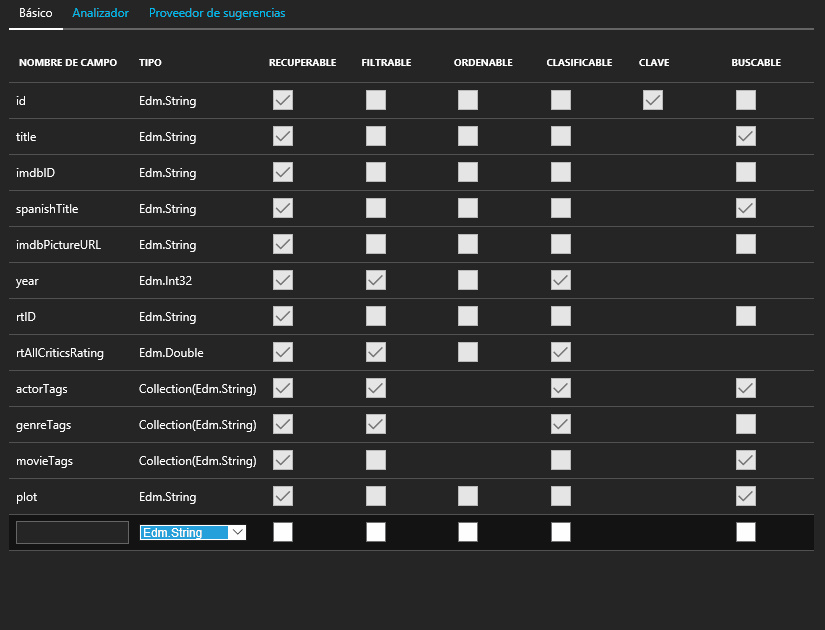 Básico Analizador Proveedor de sugerencias
NOMBRE DE CAMPO TIPO RECUPERABLE FILTRABLE ORDENABLE CLASIFICABLE CLAVE BUSCABLE
id Edm.String
title Edm.String
imdbID Edm.String
spanishTitle Edm.String
imdbPictureURL Edm.String
year Edm.Int32
rtID Edm.String
rtAllCriticsRating Edm.Double
actorTags Collection(Edm.String)
genreTags Collection(Edm.String)
movieTags Collection(Edm.String)
plot Edm.String
Edm.String